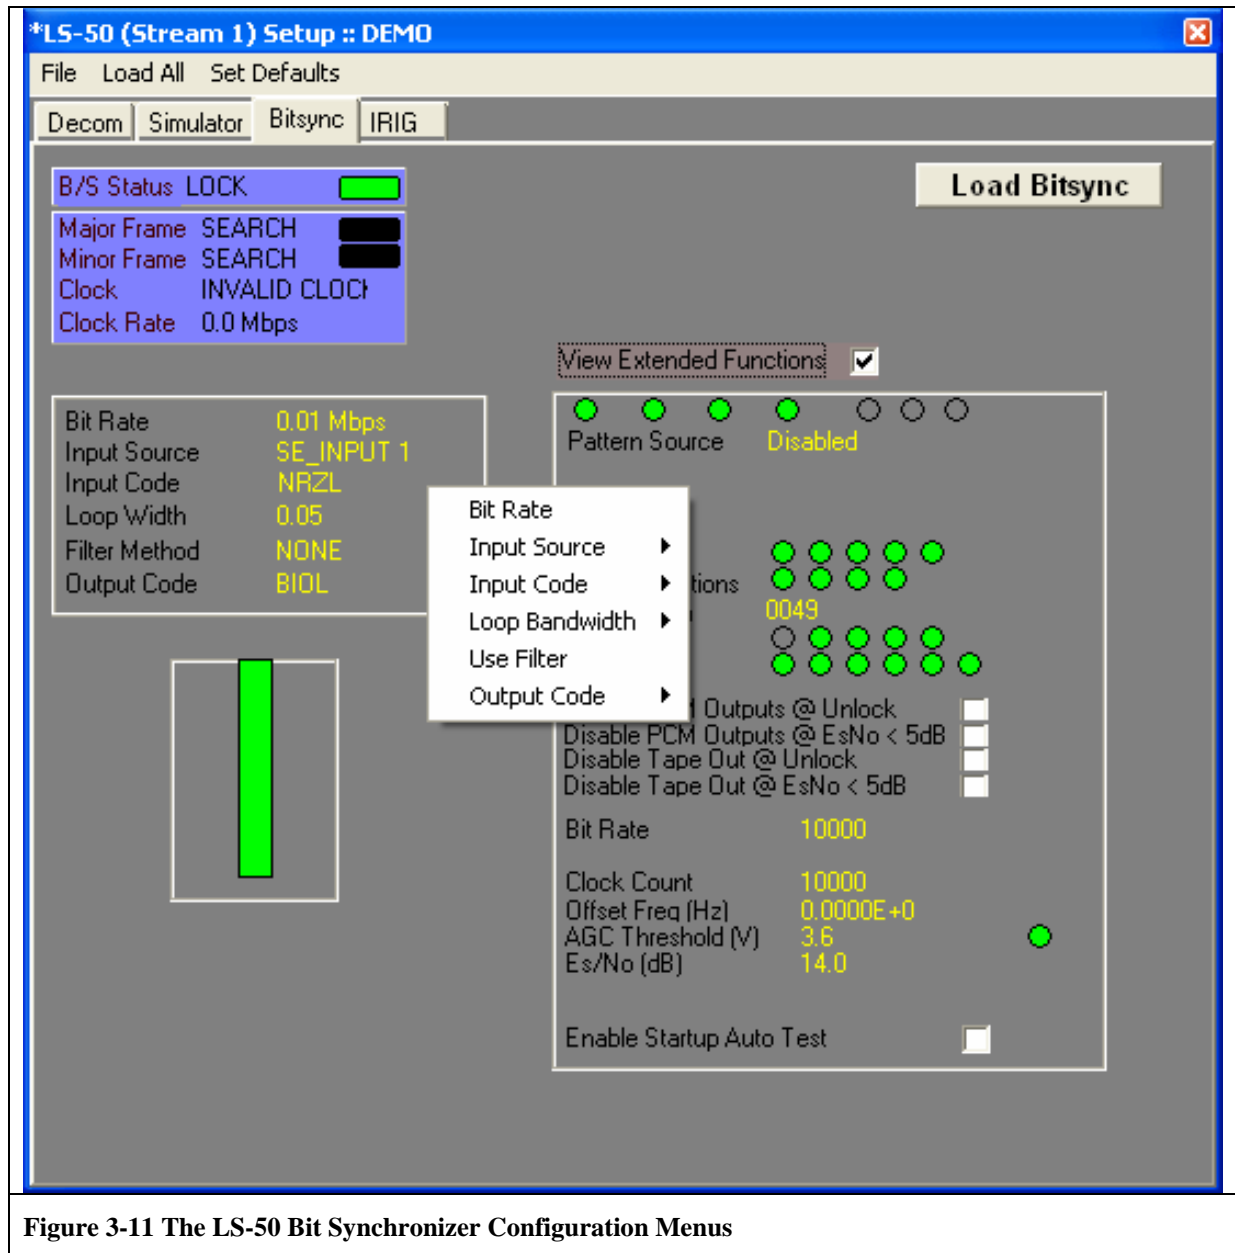 *LS-50 (Stream 1) Setup :: DEMO
File Load All Set Defaults
Decom Simulator Bitsync IRIG
B/S Status LOCK
Load Bitsync
Major Frame SEARCH
Minor Frame SEARCH
Clock INVALID CLOCK
Clock Rate 0.0 Mbps
View Extended Functions
Bit Rate 0.01 Mbps
Input Source SE_INPUT 1
Input Code NRZL
Loop Width 0.05
Filter Method NONE
Output Code BIOL
Pattern Source Disabled
Bit Rate
Input Source
Input Code
Loop Bandwidth
Use Filter
Output Code
tions
0049
Outputs @ Unlock
Disable PCM Outputs @ EsNo < 5dB
Disable Tape Out @ Unlock
Disable Tape Out @ EsNo < 5dB
Bit Rate 10000
Clock Count 10000
Offset Freq (Hz) 0.0000E+0
AGC Threshold (V) 3.6
Es/No (dB) 14.0
Enable Startup Auto Test
Figure 3-11 The LS-50 Bit Synchronizer Configuration Menus